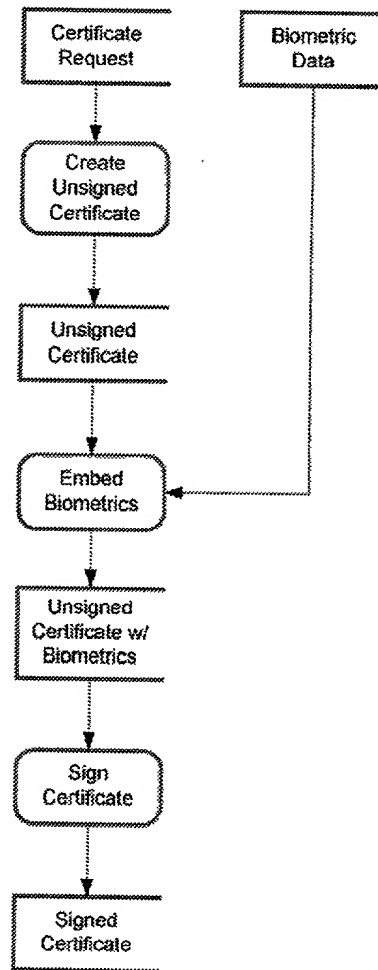 Certificate
Request
Biometric
Data
Create
Unsigned
Certificate
Unsigned
Certificate
Embed
Biometrics
Unsigned
Certificate w/
Biometrics
Sign
Certificate
Signed
Certificate